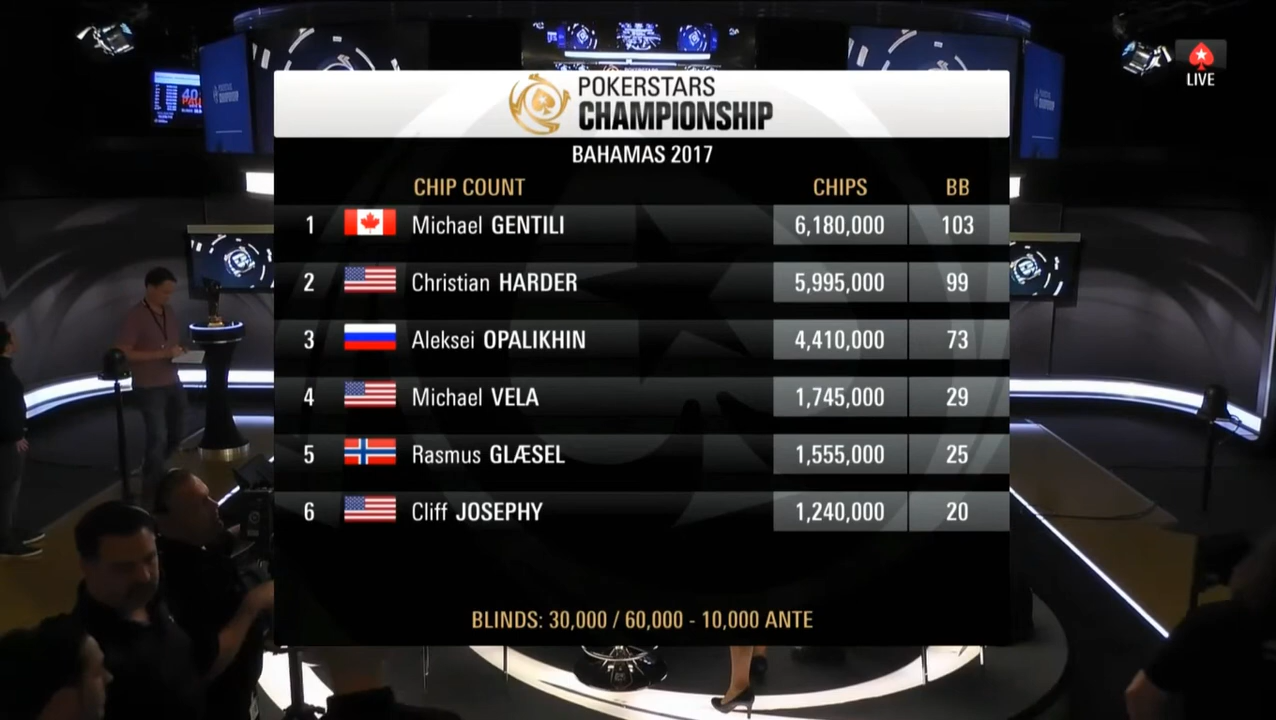 POKERSTARS
CHAMPIONSHIP
LIVE
BAHAMAS 2017
CHIP COUNT CHIPS BB
1 Michael GENTILI 6,180,000 103
2 Christian HARDER 5,995,000 99
3 Aleksei OPALIKHIN 4,410,000 73
4 Michael VELA 1,745,000 29
5 Rasmus GLÆSEL 1,555,000 25
6 Cliff JOSEPHY 1,240,000 20
BLINDS: 30,000 / 60,000 - 10,000 ANTE